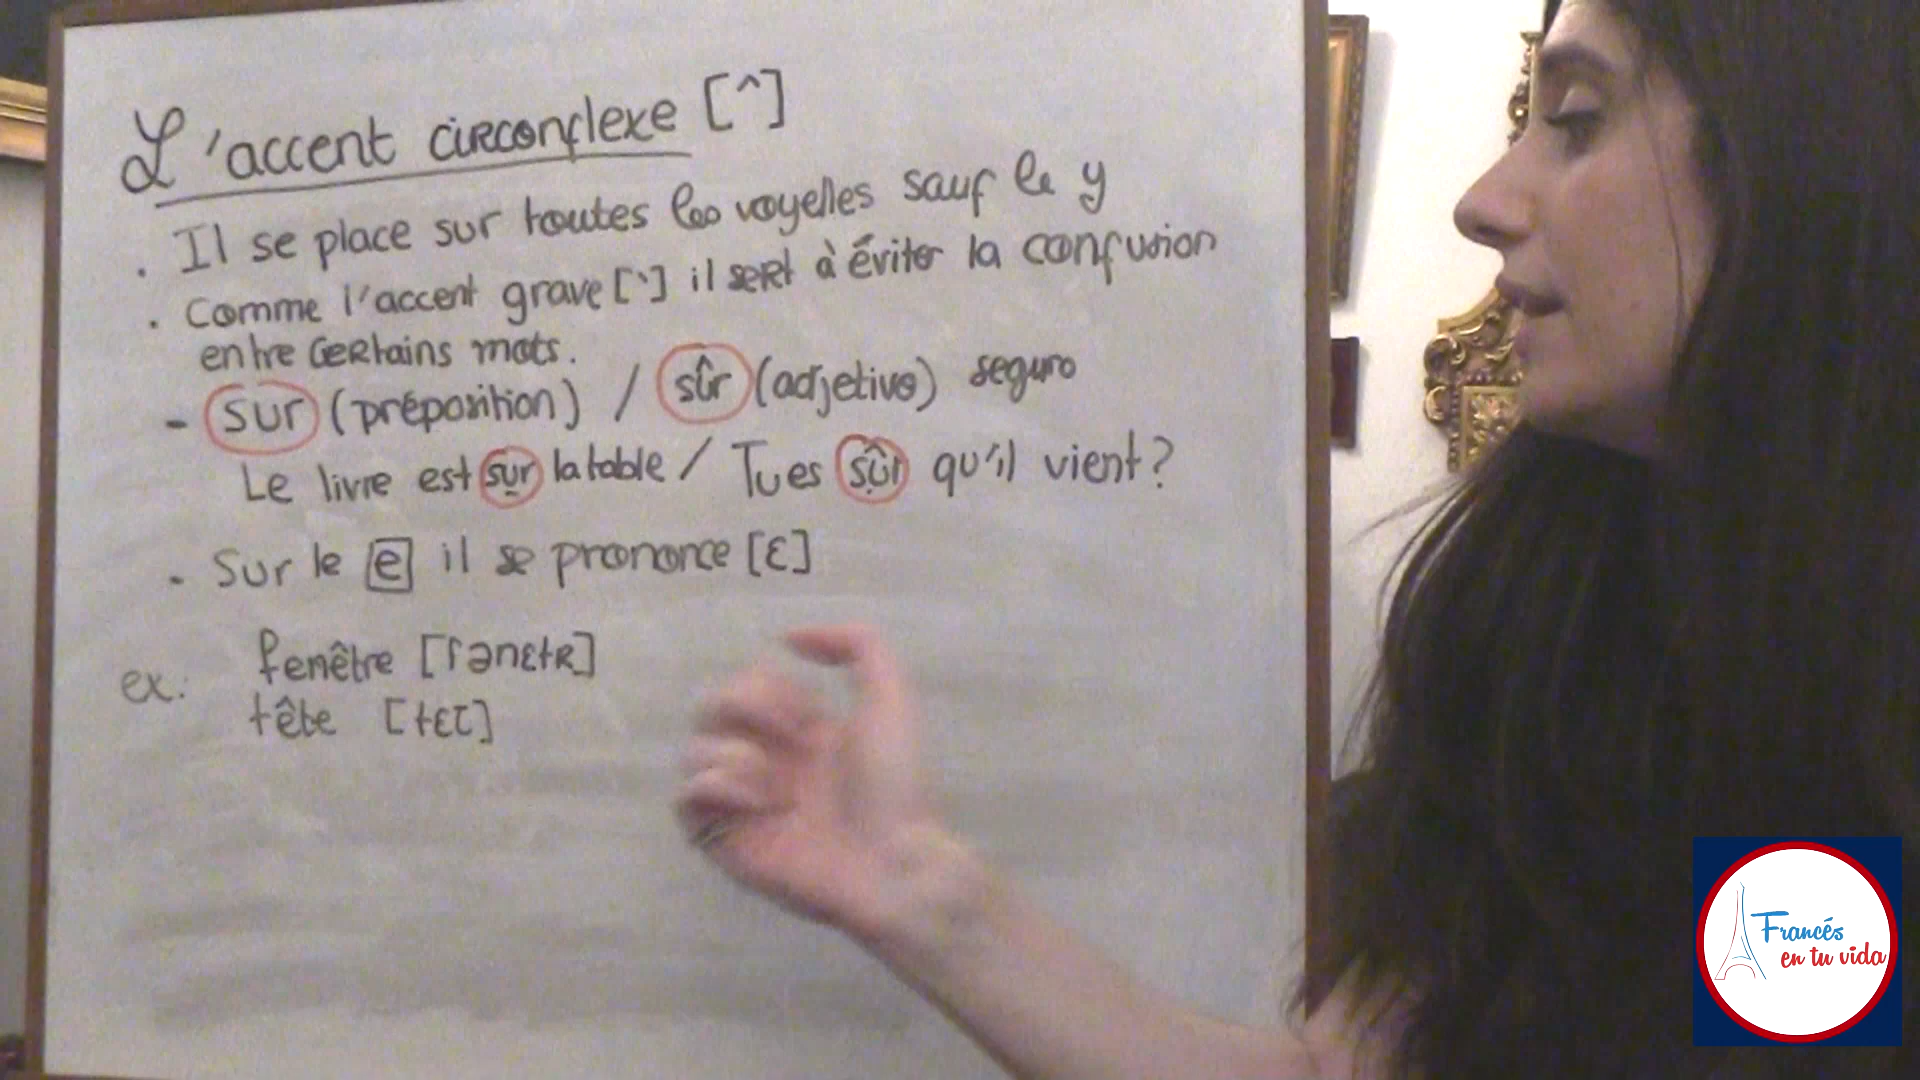 L'accent circonflexe [^]
. Il se place sur toutes les voyelles sauf le y
. Comme l'accent grave [`] il sert à éviter la confusion
entre certains mots.
- sur (préposition) / sûr (adjetivo) seguro
Le livre est sur la table / Tu es sûr qu'il vient?
. Sur le e il se prononce [ɛ]
ex: fenêtre [fənɛtR]
tête [tɛt]
Francés
en tu vida